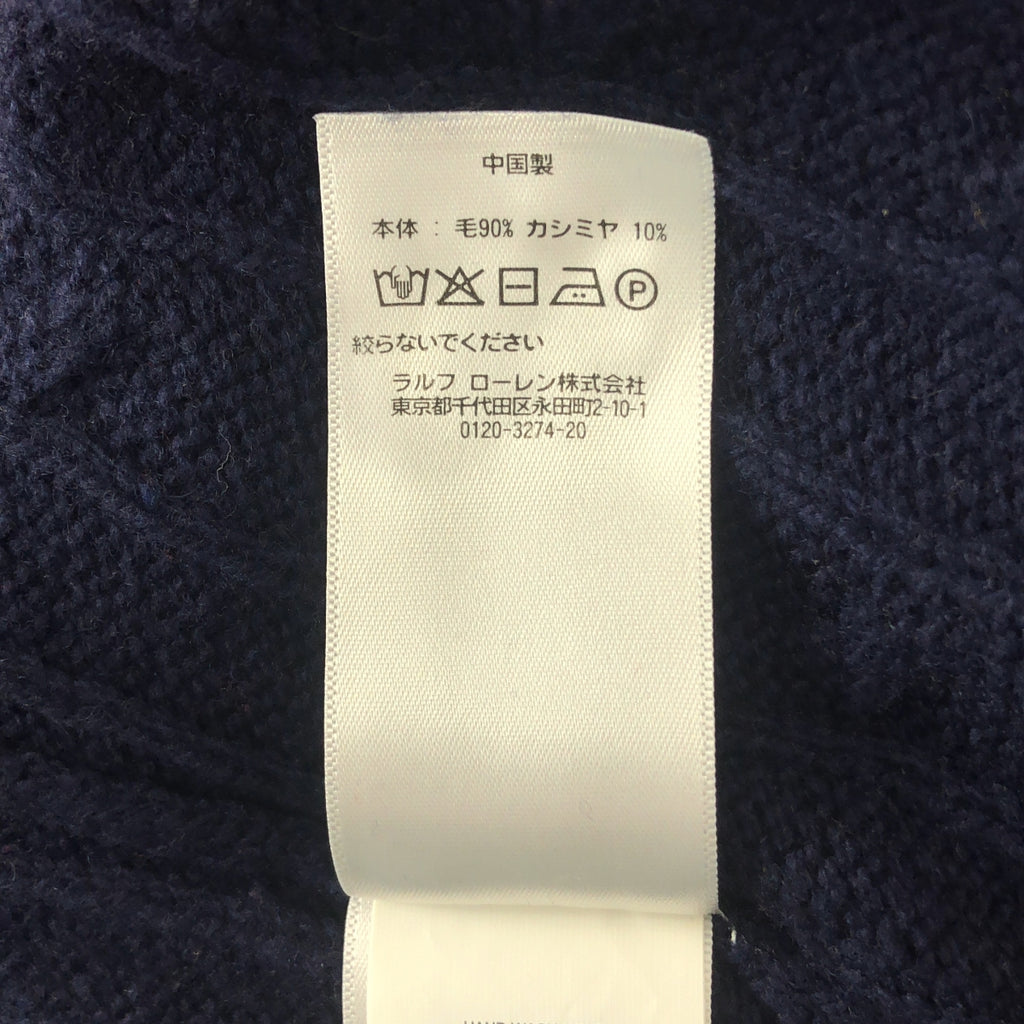 中国製
本体 : 毛90% カシミヤ 10%
P
絞らないでください
ラルフ ローレン株式会社
東京都千代田区永田町2-10-1
0120-3274-20